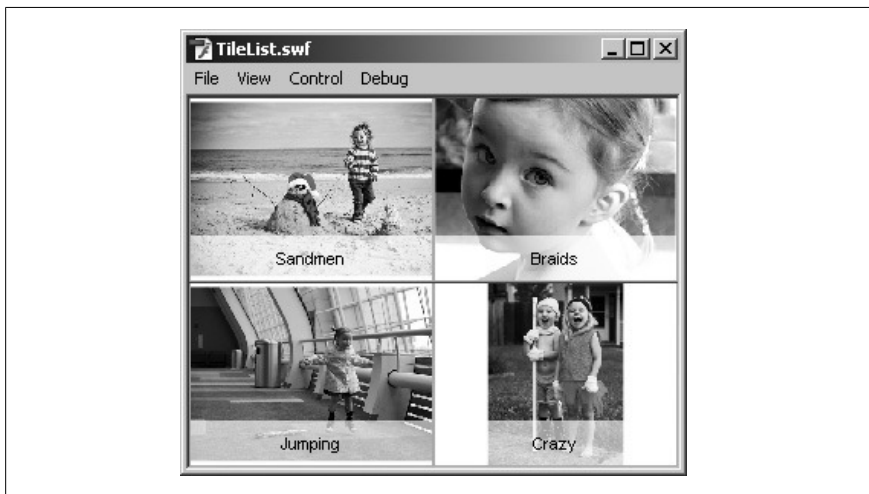 TileList.swf
File View Control Debug
Sandmen
Braids
Jumping
Crazy